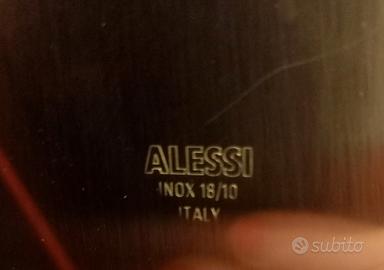 ALESSI
INOX 18/10
ITALY
subito